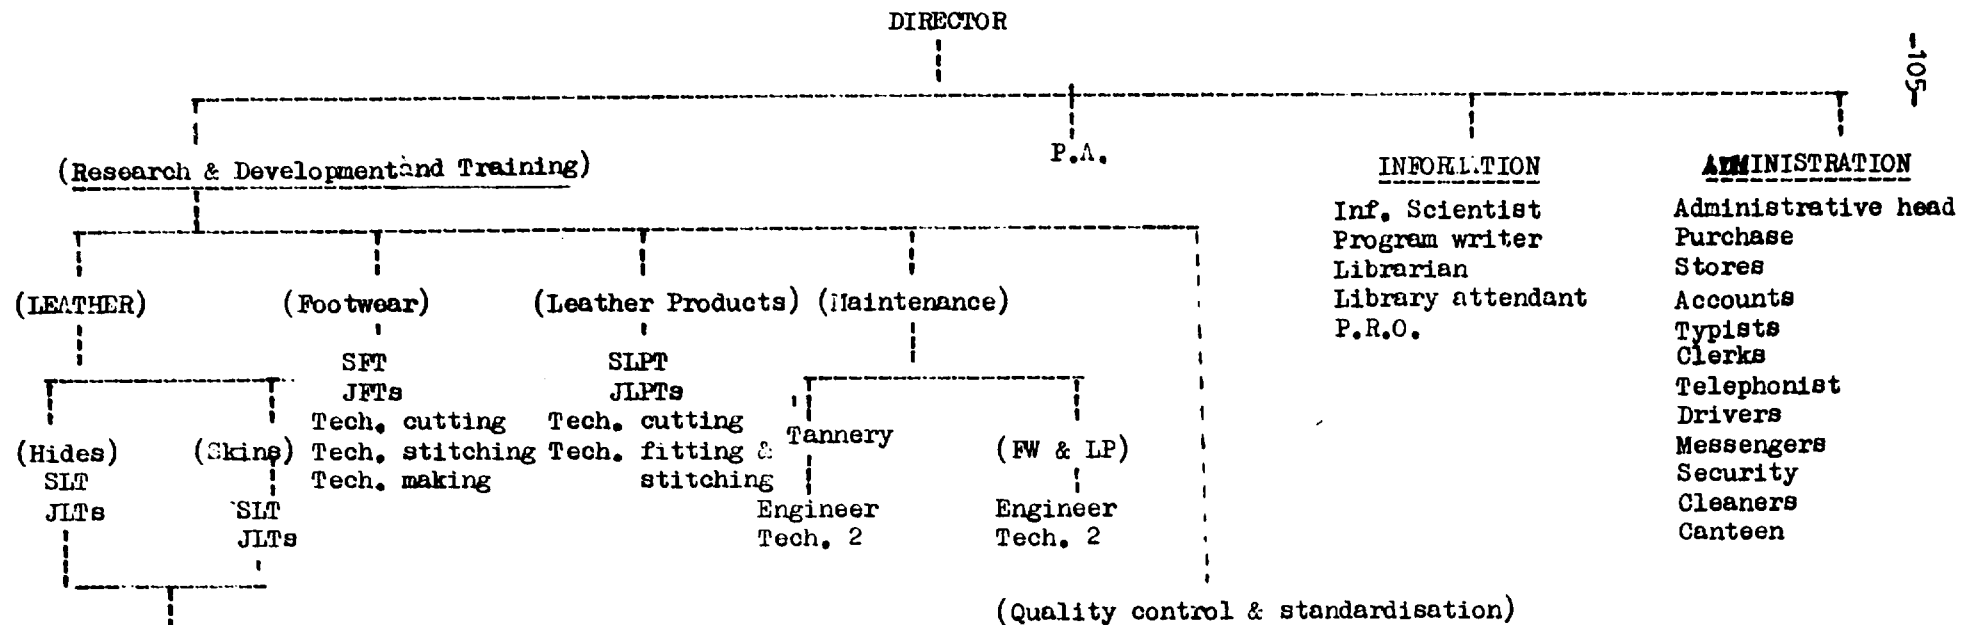 DIRECTOR
-105-
(Research & Development and Training)
P.A.
INFORMATION
ADMINISTRATION
Inf. Scientist
Program writer
Librarian
Library attendant
P.R.O.
Administrative head
Purchase
Stores
Accounts
Typists
Clerks
Telephonist
Drivers
Messengers
Security
Cleaners
Canteen
(LEATHER)
(Footwear)
(Leather Products)
(Maintenance)
SFT
JFTs
Tech. cutting
Tech. stitching
Tech. making
SLPT
JLPTs
Tech. cutting
Tech. fitting &
stitching
(Hides)
SLT
JLTs
(Skins)
SLT
JLTs
Tannery
Engineer
Tech. 2
(FW & LP)
Engineer
Tech. 2
(Quality control & standardisation)